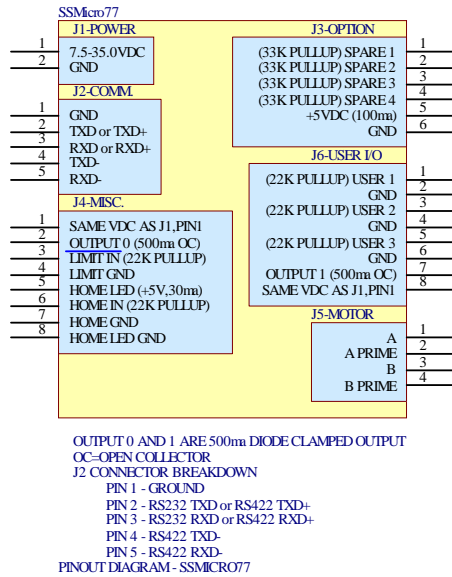 SSMicro77
J1-POWER
1 7.5-35.0VDC
2 GND
J2-COMM.
1 GND
2 TXD or TXD+
3 RXD or RXD+
4 TXD-
5 RXD-
J4-MISC.
1 SAME VDC AS J1,PIN1
2 OUTPUT 0 (500ma OC)
3 LIMIT IN (22K PULLUP)
4 LIMIT GND
5 HOME LED (+5V,30ma)
6 HOME IN (22K PULLUP)
7 HOME GND
8 HOME LED GND
J3-OPTION
(33K PULLUP) SPARE 1 1
(33K PULLUP) SPARE 2 2
(33K PULLUP) SPARE 3 3
(33K PULLUP) SPARE 4 4
+5VDC (100ma) 5
GND 6
J6-USER I/O
(22K PULLUP) USER 1 1
GND 2
(22K PULLUP) USER 2 3
GND 4
(22K PULLUP) USER 3 5
GND 6
OUTPUT 1 (500ma OC) 7
SAME VDC AS J1,PIN1 8
J5-MOTOR
A 1
A PRIME 2
B 3
B PRIME 4
OUTPUT 0 AND 1 ARE 500ma DIODE CLAMPED OUTPUT
OC=OPEN COLLECTOR
J2 CONNECTOR BREAKDOWN
PIN 1 - GROUND
PIN 2 - RS232 TXD or RS422 TXD+
PIN 3 - RS232 RXD or RS422 RXD+
PIN 4 - RS422 TXD-
PIN 5 - RS422 RXD-
PINOUT DIAGRAM - SSMICRO77